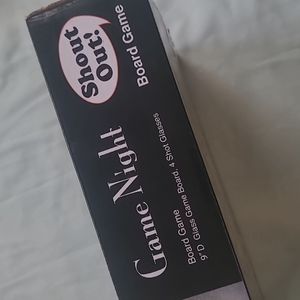 Shout
Out!
Board Game
Game Night
Board Game
9" D Glass Game Board, 4 Shot Glasses